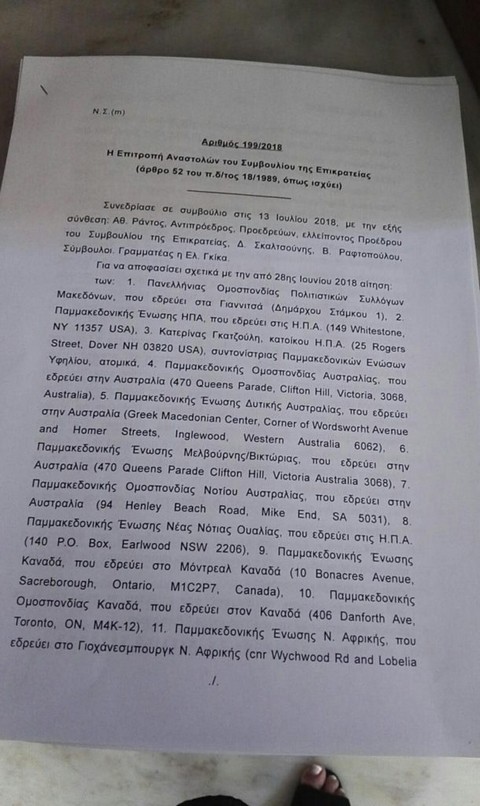 Ν.Σ.(m)
Αριθμός 199/2018
Η Επιτροπή Αναστολών του Συμβουλίου της Επικρατείας
(άρθρο 52 του π.δ/τος 18/1989, όπως ισχύει)
Συνεδρίασε σε συμβούλιο στις 13 Ιουλίου 2018, με την εξής
σύνθεση: Αθ. Ράντος, Αντιπρόεδρος, Προεδρεύων, ελλείποντος Προέδρου
του Συμβουλίου της Επικρατείας, Δ. Σκαλτσούνης, Β. Ραφτοπούλου,
Σύμβουλοι. Γραμματέας η Ελ. Γκίκα.
Για να αποφασίσει σχετικά με την από 28ης Ιουνίου 2018 αίτηση:
των: 1. Πανελλήνιας Ομοσπονδίας Πολιτιστικών Συλλόγων
Μακεδόνων, που εδρεύει στα Γιαννιτσά (Δημάρχου Στάμκου 1), 2.
Παμμακεδονικής Ένωσης ΗΠΑ, που εδρεύει στις Η.Π.Α. (149 Whitestone,
NY 11357 USA), 3. Κατερίνας Γκατζούλη, κατοίκου Η.Π.Α. (25 Rogers
Street, Dover NH 03820 USA), συντονίστριας Παμμακεδονικών Ενώσων
Υφηλίου, ατομικά, 4. Παμμακεδονικής Ομοσπονδίας Αυστραλίας, που
εδρεύει στην Αυστραλία (470 Queens Parade, Clifton Hill, Victoria, 3068,
Australia), 5. Παμμακεδονικής Ένωσης Δυτικής Αυστραλίας, που εδρεύει
στην Αυστραλία (Greek Macedonian Center, Corner of Wordsworht Avenue
and Homer Streets, Inglewood, Western Australia 6062), 6.
Παμμακεδονικής Ένωσης Μελβούρνης/Βικτώριας, που εδρεύει στην
Αυστραλία (470 Queens Parade Clifton Hill, Victoria Australia 3068), 7.
Παμμακεδονικής Ομοσπονδίας Νοτίου Αυστραλίας, που εδρεύει στην
Αυστραλία (94 Henley Beach Road, Mike End, SA 5031), 8.
Παμμακεδονικής Ένωσης Νέας Νότιας Ουαλίας, που εδρεύει στις Η.Π.Α.
(140 P.O. Box, Earlwood NSW 2206), 9. Παμμακεδονικής Ένωσης
Καναδά, που εδρεύει στο Μόντρεαλ Καναδά (10 Bonacres Avenue,
Sacreborough, Ontario, M1C2P7, Canada), 10. Παμμακεδονικής
Ομοσπονδίας Καναδά, που εδρεύει στον Καναδά (406 Danforth Ave,
Toronto, ON, M4K-12), 11. Παμμακεδονικής Ένωσης Ν. Αφρικής, που
εδρεύει στο Γιοχάνεσμπουργκ Ν. Αφρικής (cnr Wychwood Rd and Lobelia
./.